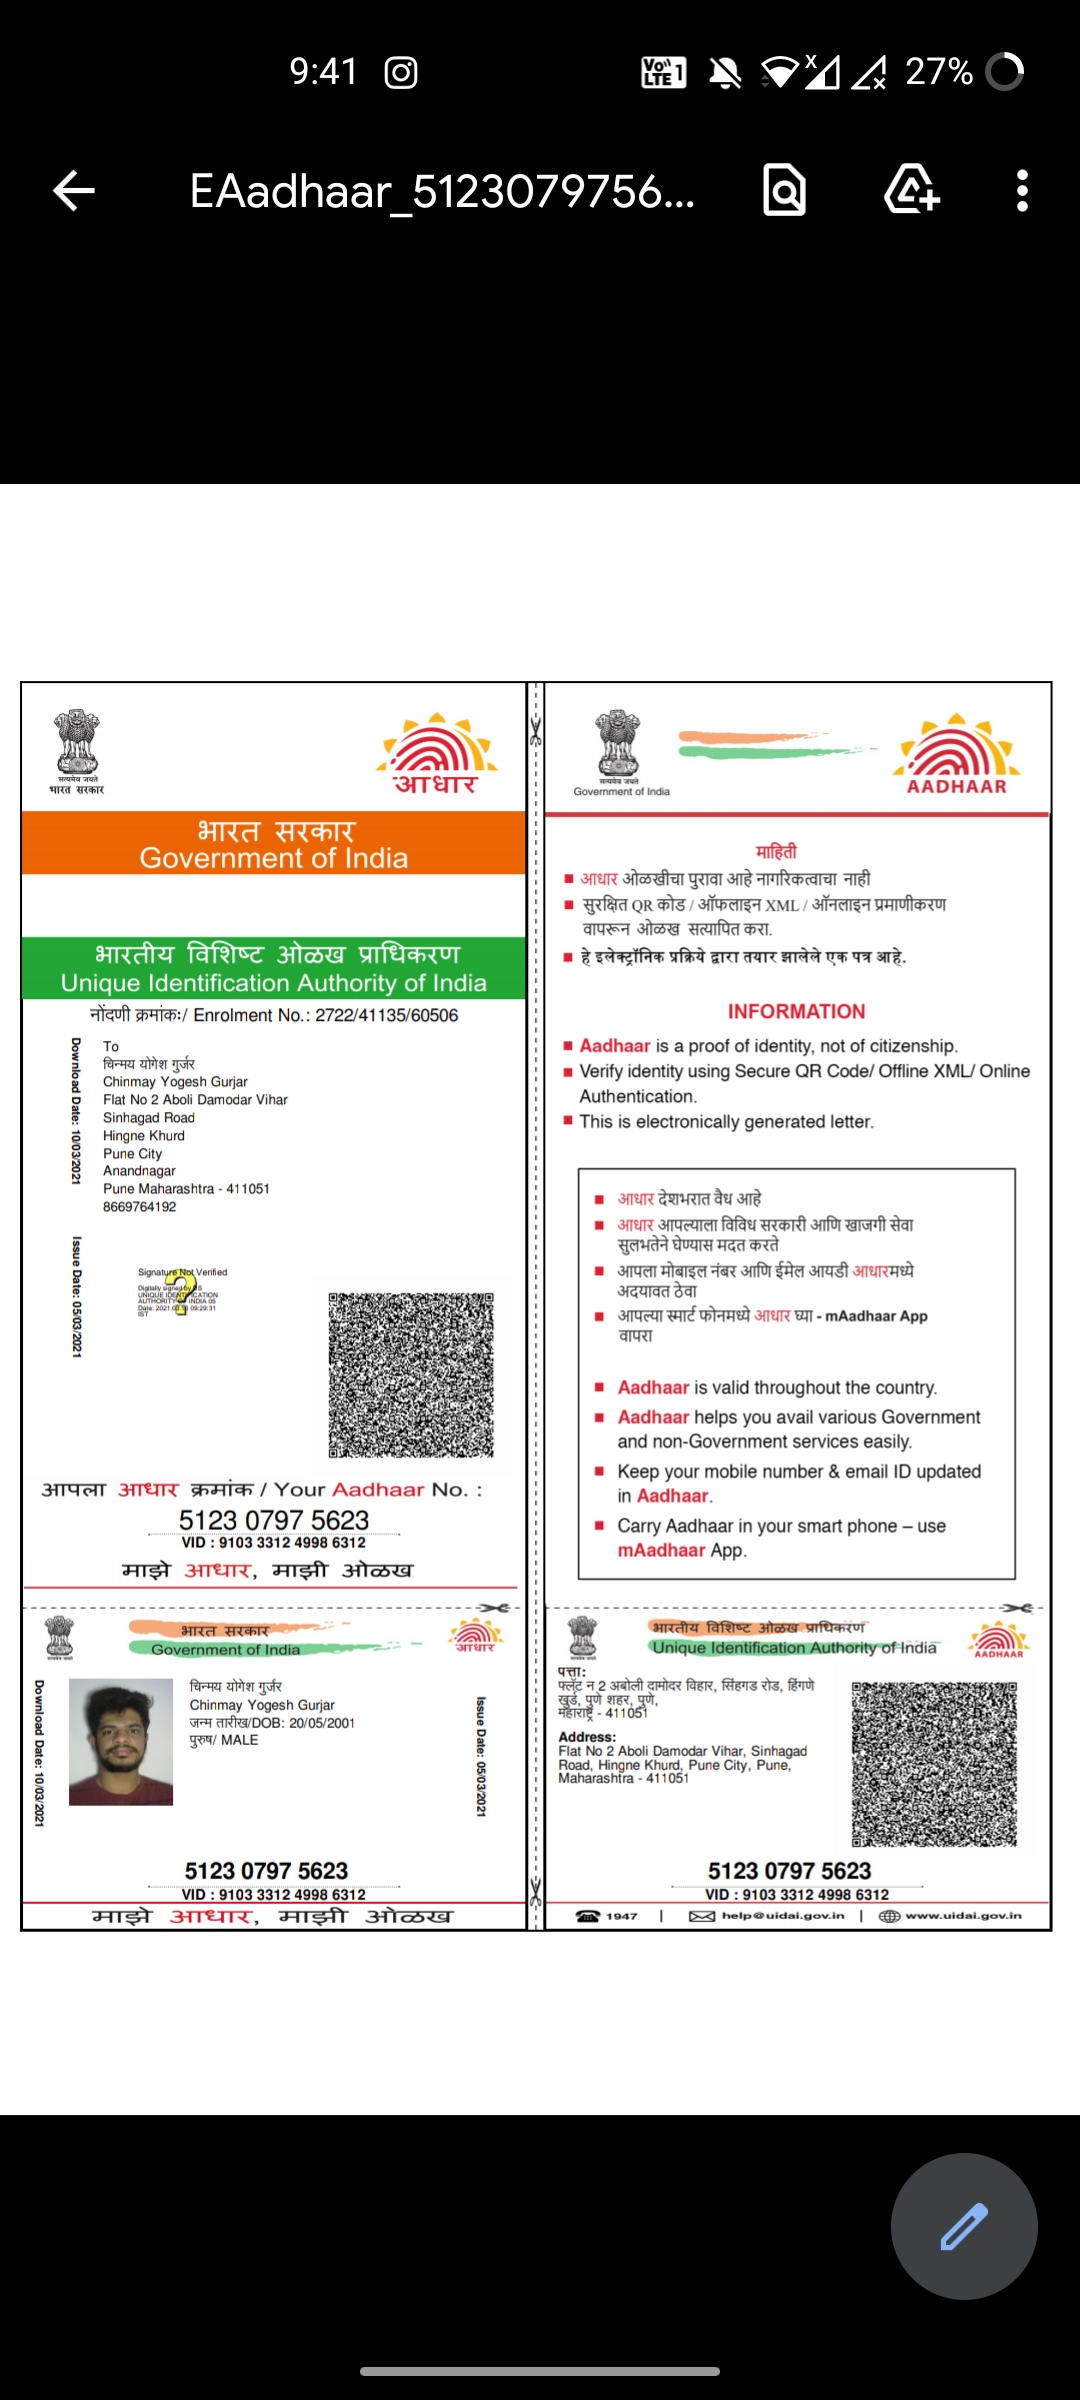 9:41
Vo)) LTE 1
27%
EAadhaar_5123079756...
सत्यमेव जयते
भारत सरकार
आधार
भारत सरकार
Government of India
भारतीय विशिष्ट ओळख प्राधिकरण
Unique Identification Authority of India
नोंदणी क्रमांक:/ Enrolment No.: 2722/41135/60506
Download Date: 10/03/2021
To
चिन्मय योगेश गुर्जर
Chinmay Yogesh Gurjar
Flat No 2 Aboli Damodar Vihar
Sinhagad Road
Hingne Khurd
Pune City
Anandnagar
Pune Maharashtra - 411051
8669764192
Issue Date: 05/03/2021
Signature Not Verified
Digitally signed by DS
UNIQUE IDENTIFICATION
AUTHORITY OF INDIA 05
09:29:31
IST
आपला आधार क्रमांक / Your Aadhaar No. :
5123 0797 5623
VID : 9103 3312 4998 6312
माझे आधार, माझी ओळख
सत्यमेव जयते
Government of India
AADHAAR
माहिती
आधार ओळखीचा पुरावा आहे नागरिकत्वाचा नाही
सुरक्षित QR कोड / ऑफलाइन XML / ऑनलाइन प्रमाणीकरण
वापरून ओळख सत्यापित करा.
हे इलेक्ट्रॉनिक प्रक्रिये द्वारा तयार झालेले एक पत्र आहे.
INFORMATION
Aadhaar is a proof of identity, not of citizenship.
Verify identity using Secure QR Code/ Offline XML/ Online
Authentication.
This is electronically generated letter.
आधार देशभरात वैध आहे
आधार आपल्याला विविध सरकारी आणि खाजगी सेवा
सुलभतेने घेण्यास मदत करते
आपला मोबाइल नंबर आणि ईमेल आयडी आधारमध्ये
अदयावत ठेवा
आपल्या स्मार्ट फोनमध्ये आधार घ्या - mAadhaar App
वापरा
Aadhaar is valid throughout the country.
Aadhaar helps you avail various Government
and non-Government services easily.
Keep your mobile number & email ID updated
in Aadhaar.
Carry Aadhaar in your smart phone – use
mAadhaar App.
भारत सरकार
Government of India
आधार
Download Date: 10/03/2021
चिन्मय योगेश गुर्जर
Chinmay Yogesh Gurjar
जन्म तारीख/DOB: 20/05/2001
पुरुष/ MALE
Issue Date: 05/03/2021
5123 0797 5623
VID : 9103 3312 4998 6312
माझे आधार, माझी ओळख
भारतीय विशिष्ट ओळख प्राधिकरण
Unique Identification Authority of India
AADHAAR
पत्ता:
फ्लॅट न 2 अबोली दामोदर विहार, सिंहगड रोड, हिंगणे
खुर्द, पुणे शहर, पुणे,
महाराष्ट्र - 411051
Address:
Flat No 2 Aboli Damodar Vihar, Sinhagad
Road, Hingne Khurd, Pune City, Pune,
Maharashtra - 411051
5123 0797 5623
VID : 9103 3312 4998 6312
1947 | help@uidai.gov.in | www.uidai.gov.in